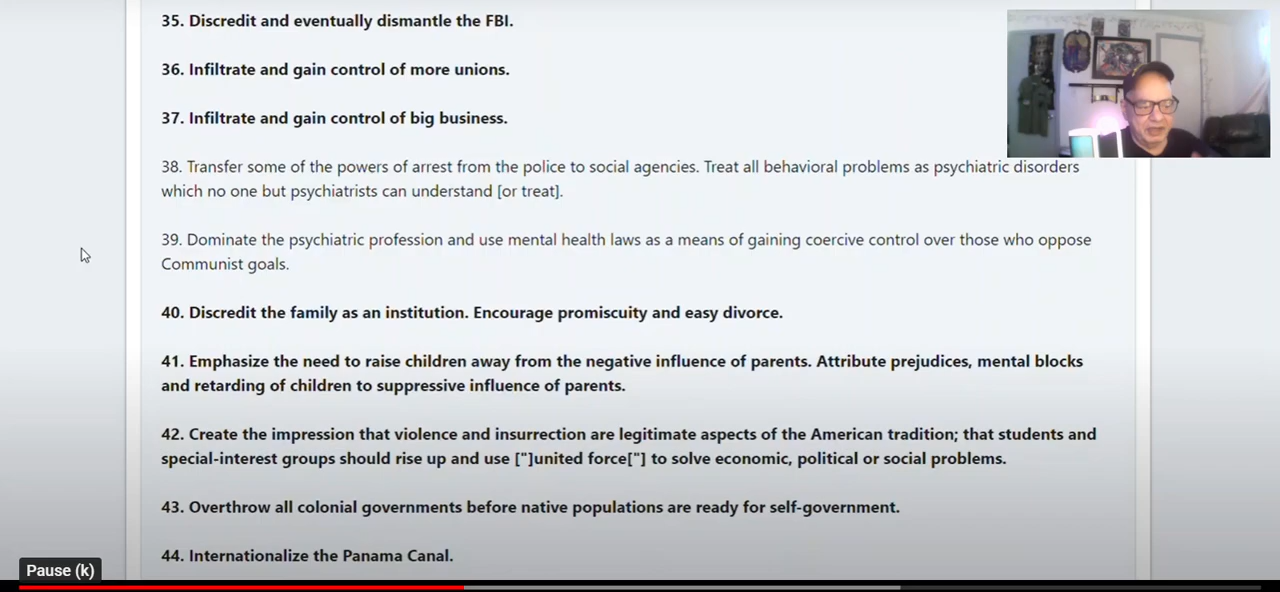 35. Discredit and eventually dismantle the FBI.
36. Infiltrate and gain control of more unions.
37. Infiltrate and gain control of big business.
38. Transfer some of the powers of arrest from the police to social agencies. Treat all behavioral problems as psychiatric disorders
which no one but psychiatrists can understand [or treat].
39. Dominate the psychiatric profession and use mental health laws as a means of gaining coercive control over those who oppose
Communist goals.
40. Discredit the family as an institution. Encourage promiscuity and easy divorce.
41. Emphasize the need to raise children away from the negative influence of parents. Attribute prejudices, mental blocks
and retarding of children to suppressive influence of parents.
42. Create the impression that violence and insurrection are legitimate aspects of the American tradition; that students and
special-interest groups should rise up and use ["]united force["] to solve economic, political or social problems.
43. Overthrow all colonial governments before native populations are ready for self-government.
44. Internationalize the Panama Canal.
Pause (k)